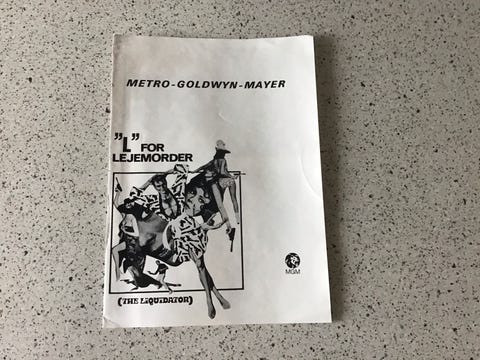 METRO-GOLDWYN-MAYER
"L" FOR
LEJEMORDER
(THE LIQUIDATOR)
MGM